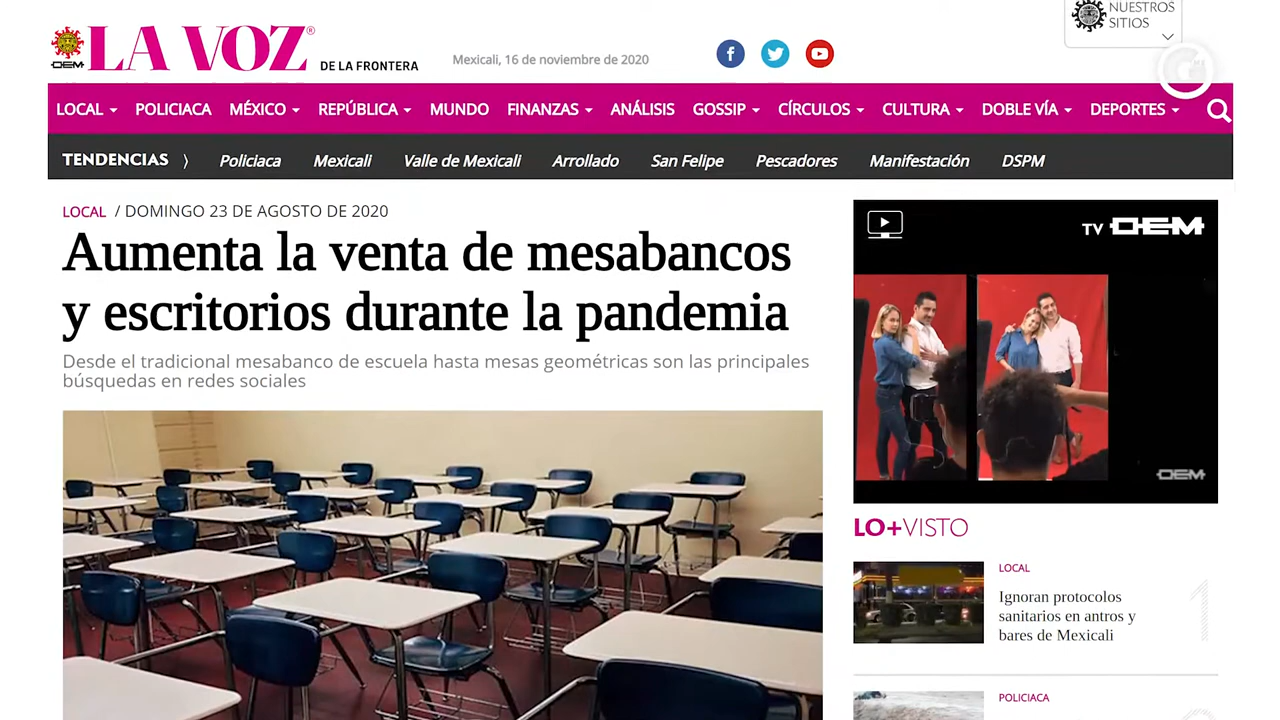 NUESTROS
SITIOS
OEM
LA VOZ®
DE LA FRONTERA
Mexicali, 16 de noviembre de 2020
LOCAL POLICIACA MÉXICO REPÚBLICA MUNDO FINANZAS ANÁLISIS GOSSIP CÍRCULOS CULTURA DOBLE VÍA DEPORTES
TENDENCIAS Policiaca Mexicali Valle de Mexicali Arrollado San Felipe Pescadores Manifestación DSPM
LOCAL / DOMINGO 23 DE AGOSTO DE 2020
Aumenta la venta de mesabancos
y escritorios durante la pandemia
Desde el tradicional mesabanco de escuela hasta mesas geométricas son las principales
búsquedas en redes sociales
TV OEM
OEM
LO+VISTO
LOCAL
Ignoran protocolos
sanitarios en antros y
bares de Mexicali
1
POLICIACA